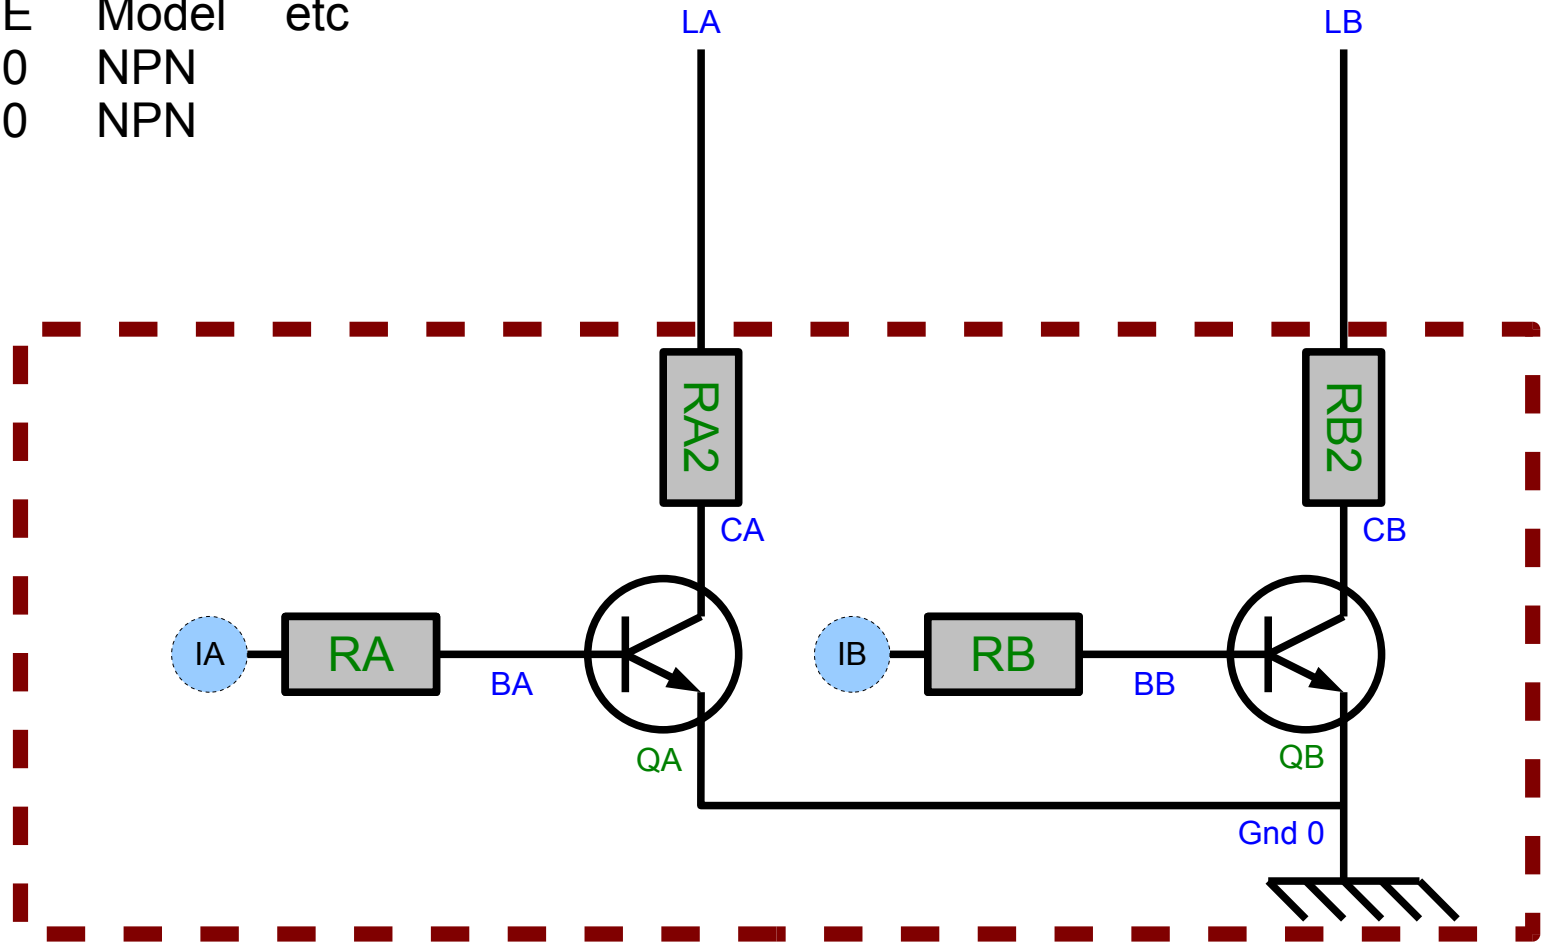 E Model etc
0 NPN
0 NPN
LA
LB
RA2
RB2
CA
CB
IA
RA
BA
IB
RB
BB
QA
QB
Gnd 0